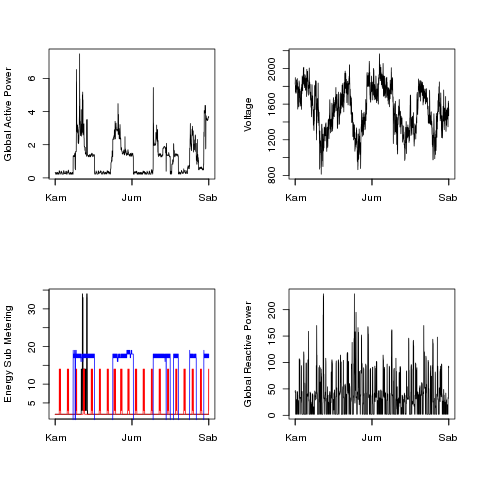 Global Active Power
0 2 4 6
Kam Jum Sab
Voltage
800 1200 1600 2000
Kam Jum Sab
Energy Sub Metering
5 10 20 30
Kam Jum Sab
Global Reactive Power
0 50 100 150 200
Kam Jum Sab